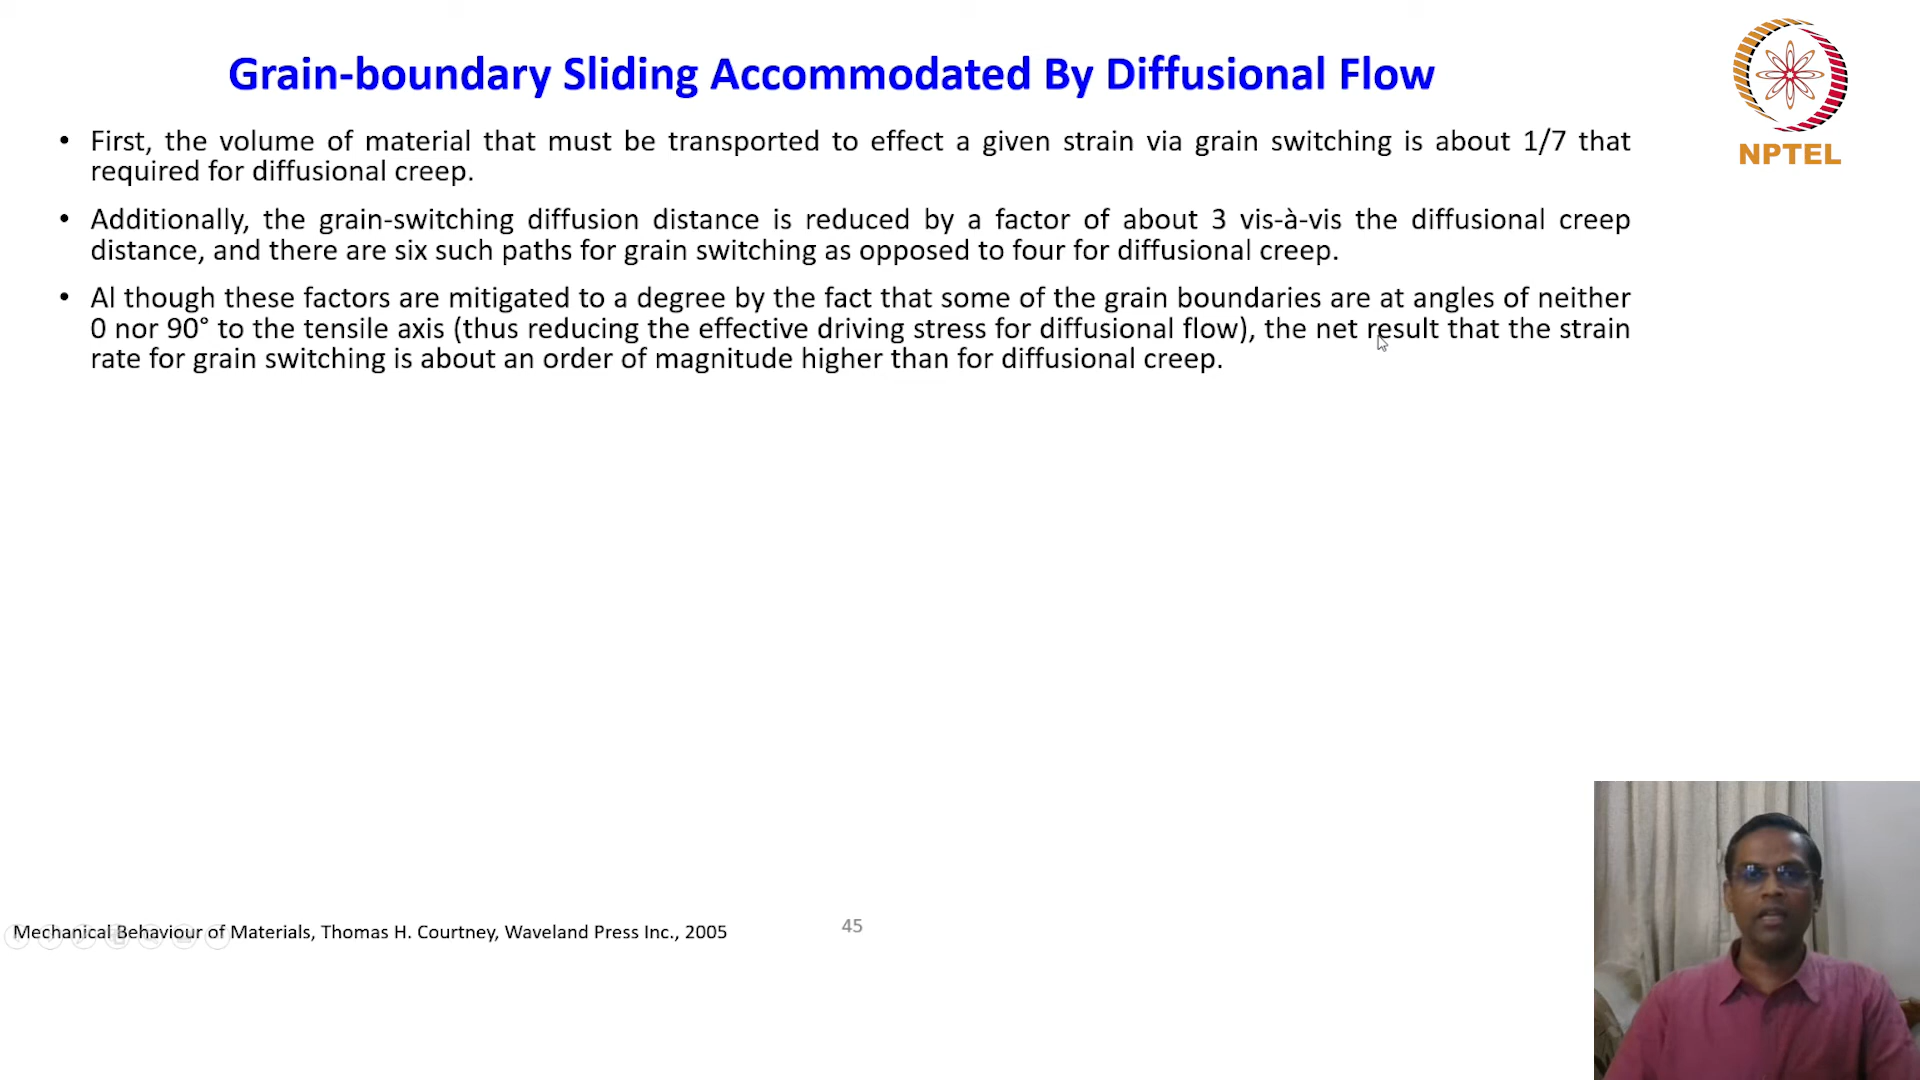 Grain-boundary Sliding Accommodated By Diffusional Flow
NPTEL
• First, the volume of material that must be transported to effect a given strain via grain switching is about 1/7 that
required for diffusional creep.
• Additionally, the grain-switching diffusion distance is reduced by a factor of about 3 vis-à-vis the diffusional creep
distance, and there are six such paths for grain switching as opposed to four for diffusional creep.
• Al though these factors are mitigated to a degree by the fact that some of the grain boundaries are at angles of neither
0 nor 90° to the tensile axis (thus reducing the effective driving stress for diffusional flow), the net result that the strain
rate for grain switching is about an order of magnitude higher than for diffusional creep.
Mechanical Behaviour of Materials, Thomas H. Courtney, Waveland Press Inc., 2005
45